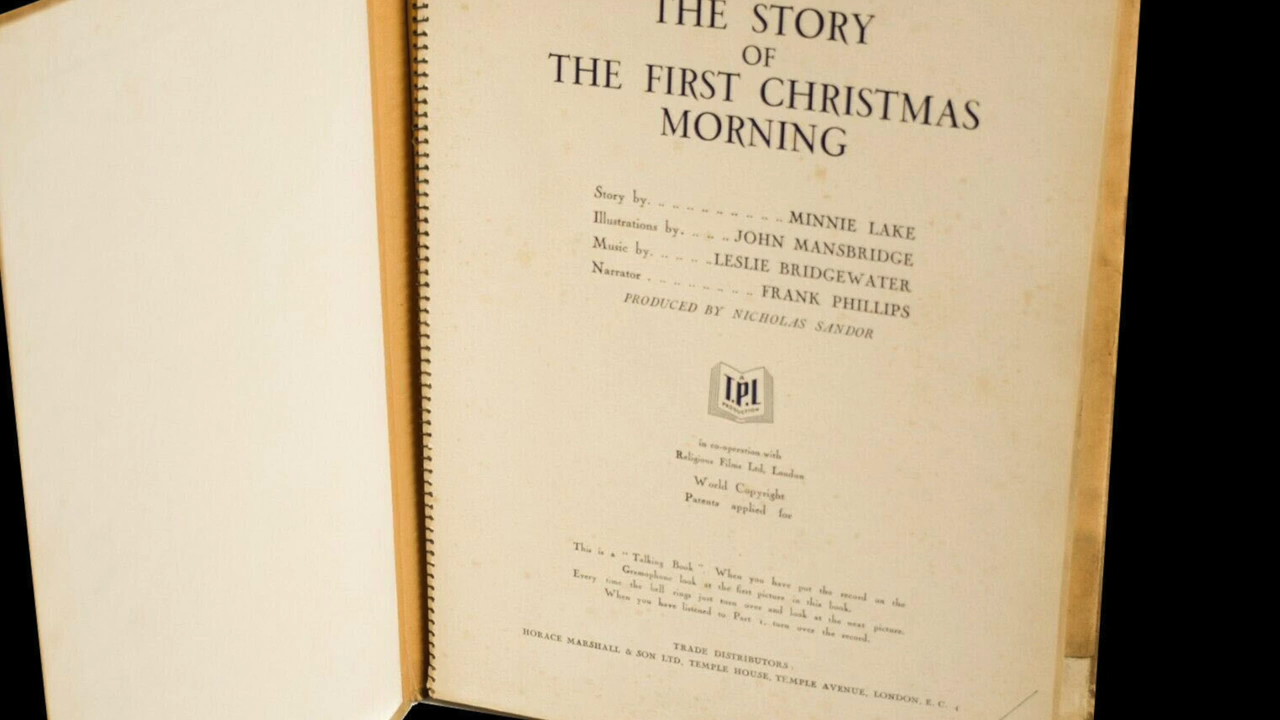 THE STORY
OF
THE FIRST CHRISTMAS
MORNING
Story by. . . . . . . . . . . MINNIE LAKE
Illustrations by. . . . . JOHN MANSBRIDGE
Music by. . . . . . LESLIE BRIDGEWATER
Narrator . . . . . . . . . FRANK PHILLIPS
PRODUCED BY NICHOLAS SANDOR
A
T.P.L
PRODUCTION
in co-operation with
Religious Films Ltd, London
World Copyright
Patents applied for
This is a "Talking Book". When you have put the record on the
Gramophone look at the first picture in this book.
Every time the bell rings just turn over and look at the next picture.
When you have listened to Part 1, turn over the record.
TRADE DISTRIBUTORS
HORACE MARSHALL & SON LTD, TEMPLE HOUSE, TEMPLE AVENUE, LONDON, E.C. 4